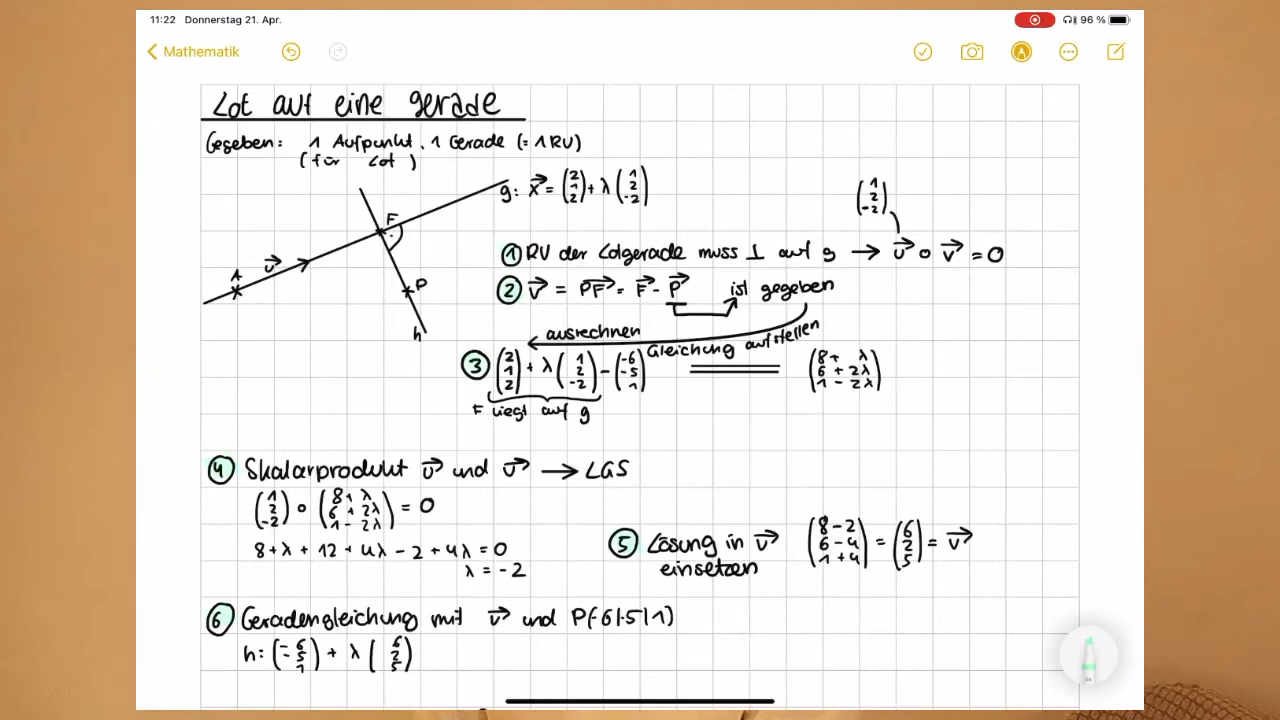 11:22 Donnerstag 21. Apr.
96 %
Mathematik
Lot auf eine gerade
Gegeben: 1 Aufpunkt, 1 Gerade (= 1 RV)
(für Lot)
g: x⃗ = (2 1 2) + λ (1 2 -2)
(1 2 -2)
① RV der Lotgerade muss ⊥ auf g → u⃗ ∘ v⃗ = 0
② v⃗ = PF⃗ = F⃗ - P⃗ ist gegeben
ausrechnen
Gleichung aufstellen
③ (2 1 2) + λ (1 2 -2) - (-6 -5 1) (8 + λ 6 + 2λ 1 - 2λ)
F liegt auf g
A u⃗ F P h
④ Skalarprodukt u⃗ und v⃗ → LGS
(1 2 -2) ∘ (8 + λ 6 + 2λ 1 - 2λ) = 0
8 + λ + 12 + 4λ - 2 + 4λ = 0
λ = -2
⑤ Lösung in v⃗ (8 - 2 6 - 4 1 + 4) = (6 2 5) = v⃗
einsetzen
⑥ Geradengleichung mit v⃗ und P(-6|-5|1)
h: (-6 -5 1) + λ (6 2 5)